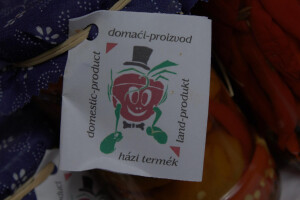 domaći-proizvod
domestic-product
land-produkt
házi termék